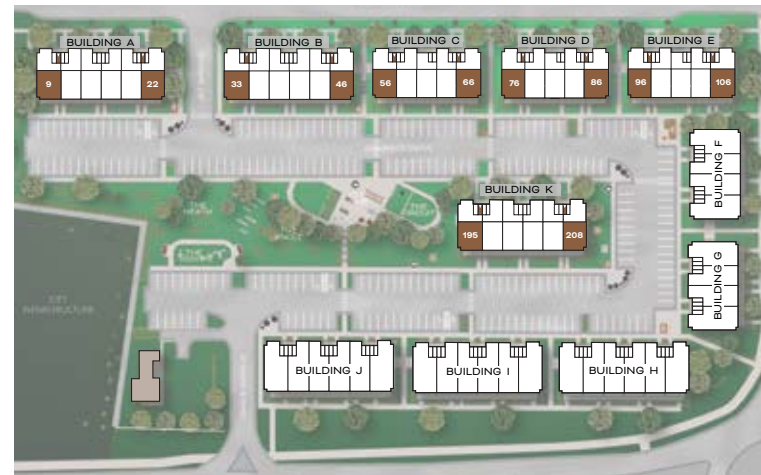 BUILDING A
BUILDING B
BUILDING C
BUILDING D
BUILDING E
9
22
33
46
56
66
76
86
96
106
BUILDING F
BUILDING K
195
208
BUILDING G
BUILDING J
BUILDING I
BUILDING H